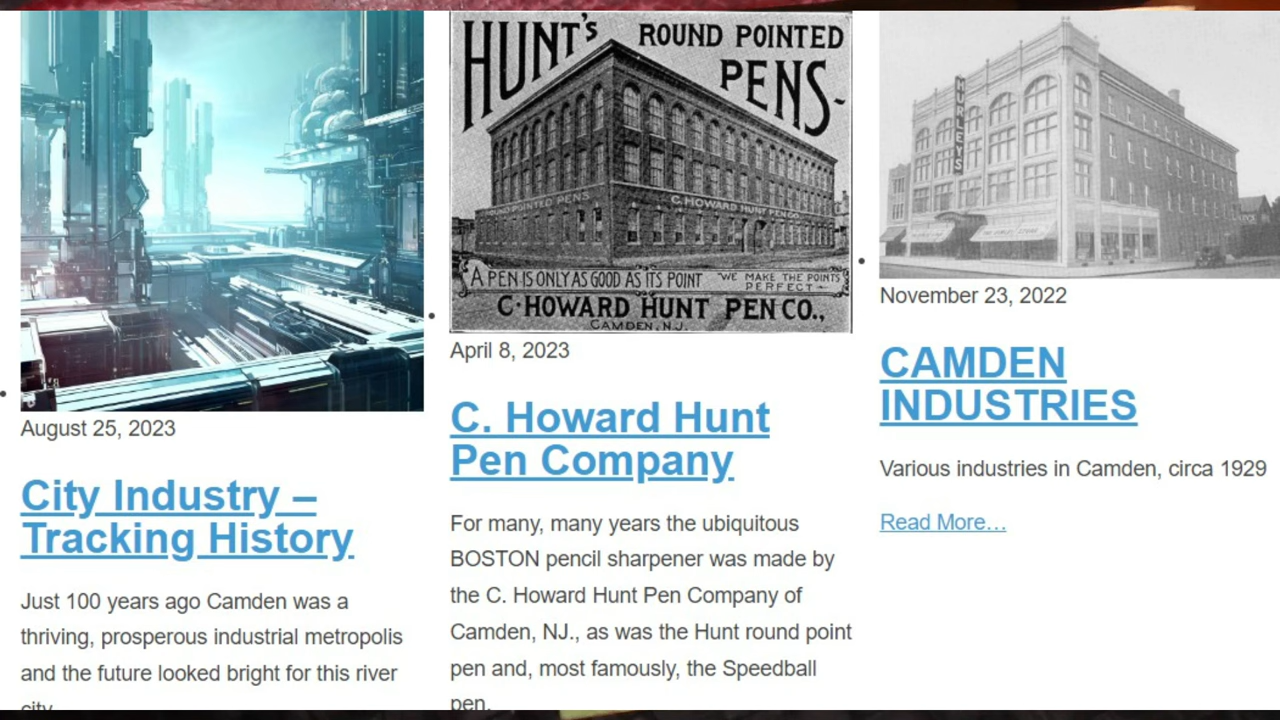 August 25, 2023
City Industry –
Tracking History
Just 100 years ago Camden was a
thriving, prosperous industrial metropolis
and the future looked bright for this river
city
HUNT'S ROUND POINTED
PENS-
ROUND POINTED PENS
C. HOWARD HUNT PEN CO.
A PEN IS ONLY AS GOOD AS ITS POINT
"WE MAKE THE POINTS
PERFECT"
C. HOWARD HUNT PEN CO.,
CAMDEN, N.J.
April 8, 2023
C. Howard Hunt
Pen Company
For many, many years the ubiquitous
BOSTON pencil sharpener was made by
the C. Howard Hunt Pen Company of
Camden, NJ., as was the Hunt round point
pen and, most famously, the Speedball
pen.
HURLEYS
November 23, 2022
CAMDEN
INDUSTRIES
Various industries in Camden, circa 1929
Read More…